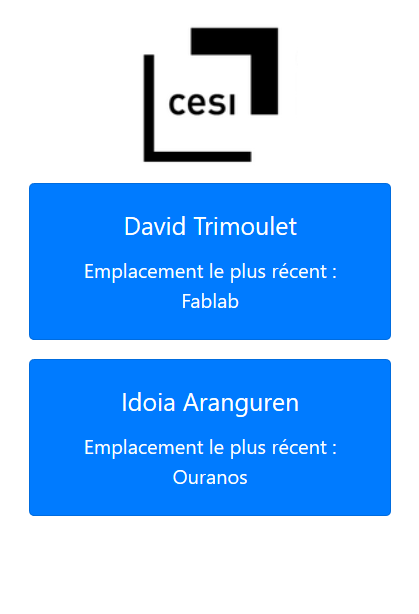 cesi
David Trimoulet
Emplacement le plus récent :
Fablab
Idoia Aranguren
Emplacement le plus récent :
Ouranos